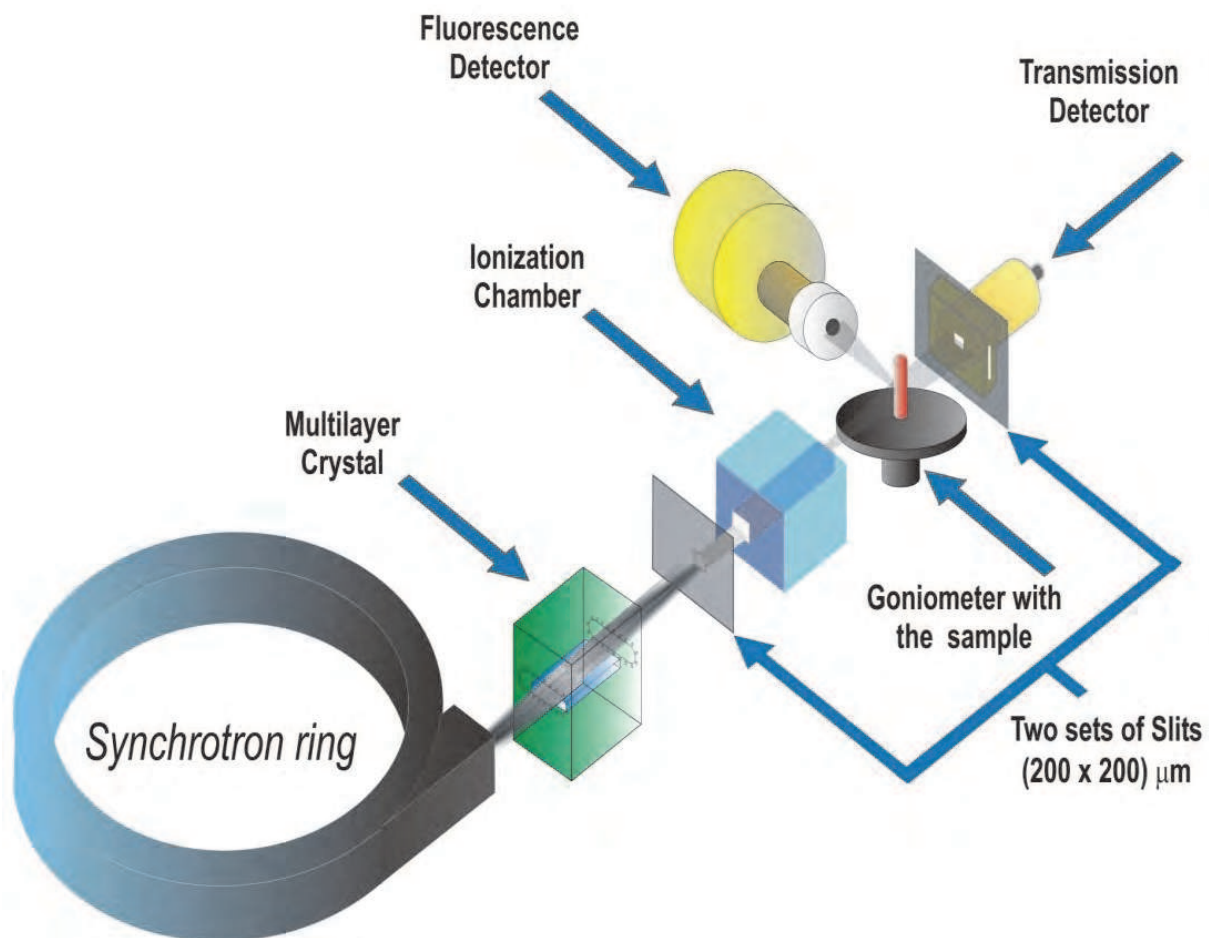 Fluorescence
Detector
Transmission
Detector
Ionization
Chamber
Multilayer
Crystal
Goniometer with
the sample
Synchrotron ring
Two sets of Slits
(200 x 200) μm